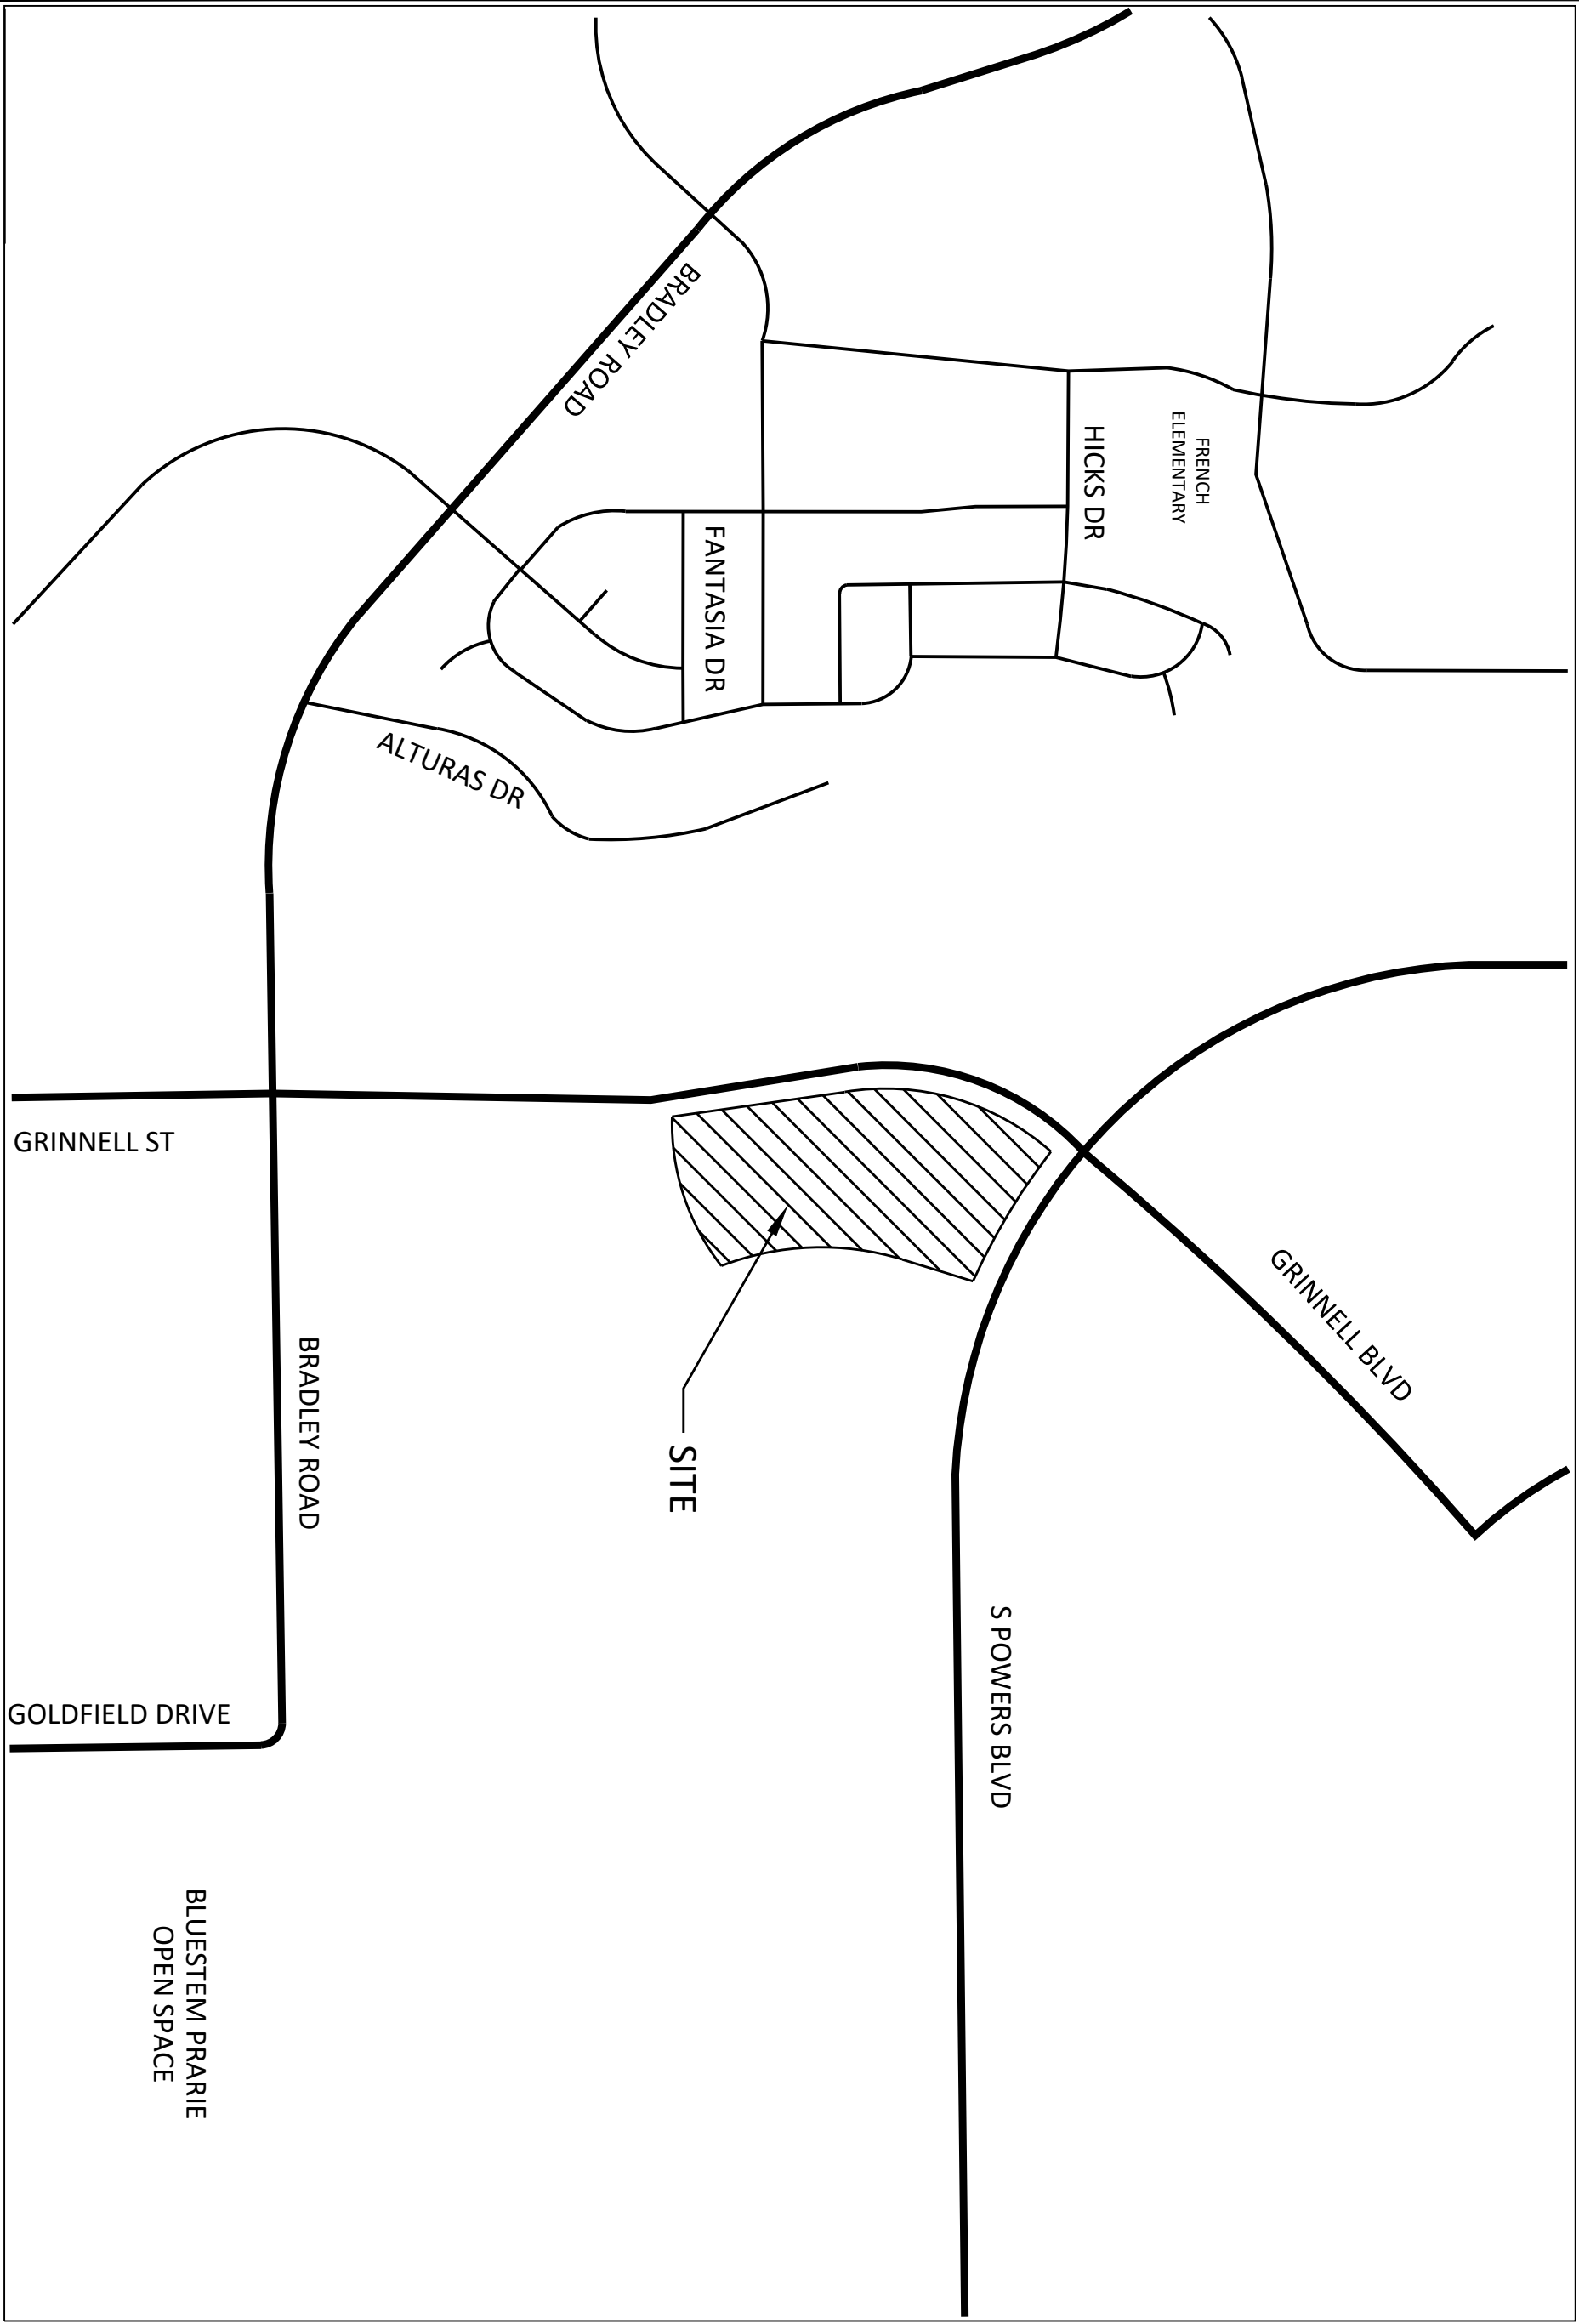 BRADLEY ROAD
HICKS DR
FRENCH
ELEMENTARY
FANTASIA DR
ALTURAS DR
GRINNELL ST
GRINNELL BLVD
BRADLEY ROAD
SITE
S POWERS BLVD
GOLDFIELD DRIVE
BLUESTEM PRARIE
OPEN SPACE